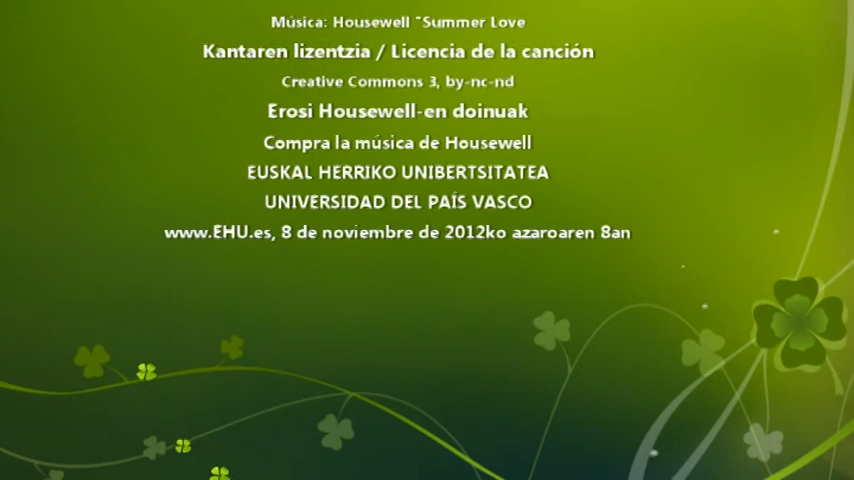 Música: Housewell "Summer Love
Kantaren lizentzia / Licencia de la canción
Creative Commons 3, by-nc-nd
Erosi Housewell-en doinuak
Compra la música de Housewell
EUSKAL HERRIKO UNIBERTSITATEA
UNIVERSIDAD DEL PAÍS VASCO
www.EHU.es, 8 de noviembre de 2012ko azaroaren 8an